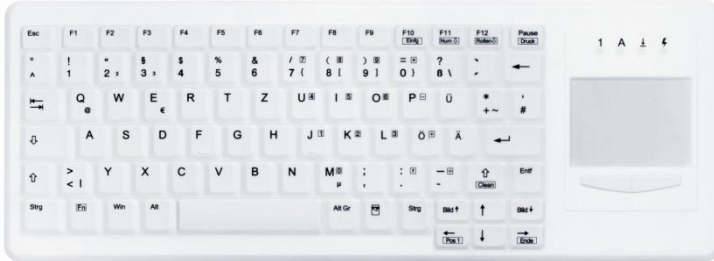 Esc F1 F2 F3 F4 F5 F6 F7 F8 F9 F10 Einfg F11 Num F12 Rollen Pause Druck
1 A
° ! " § $ % & / 7 ( 8 ) 9 = ? `
^ 1 2 ² 3 ³ 4 5 6 7 { 8 [ 9 ] 0 } ß \ ´ ←
Q W E R T Z U 4 I 5 O 6 P Ü * '
@ € + ~ #
A S D F G H J 1 K 2 L 3 Ö Ä
> Y X C V B N M 0 ; : _ Entf
< | µ , . - Clean
Strg Fn Win Alt Alt Gr Strg Bild ↑ ↑ Bild ↓
← Pos 1 ↓ → Ende